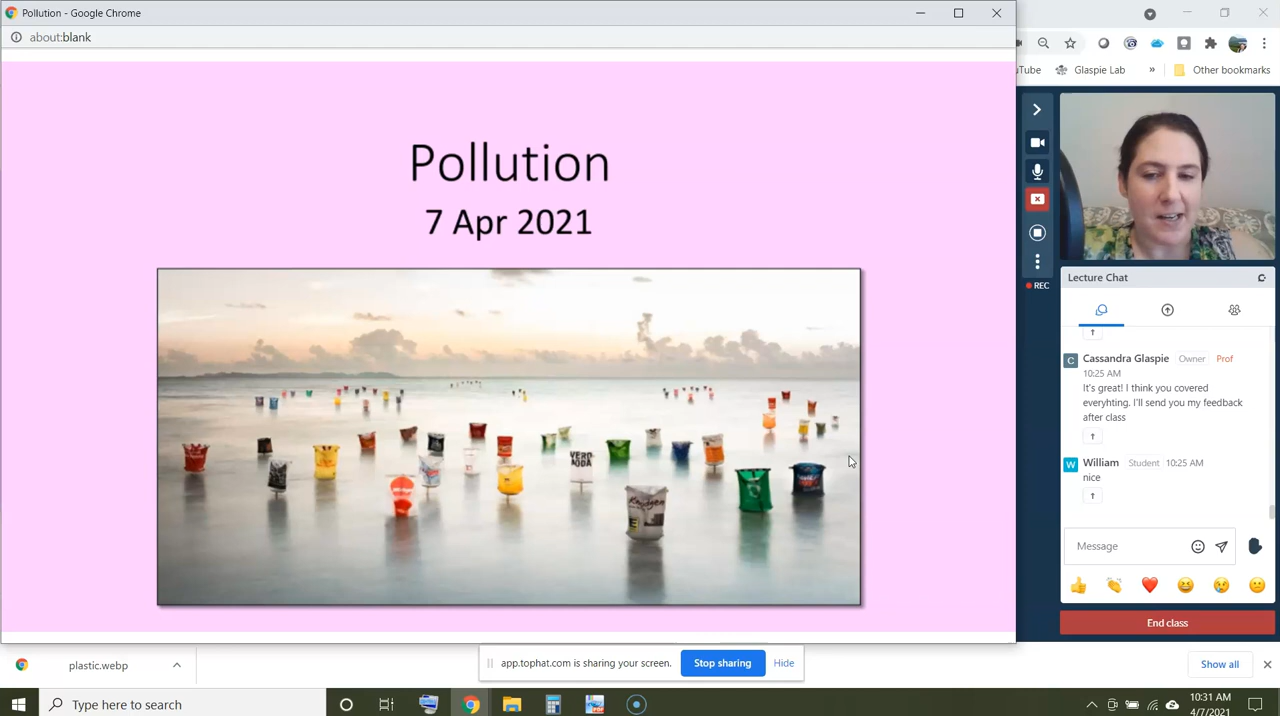 Pollution - Google Chrome
about:blank
Pollution
7 Apr 2021
VERO
SODA
uTube
Glaspie Lab
»
Other bookmarks
REC
Lecture Chat
C
Cassandra Glaspie Owner Prof
10:25 AM
It's great! I think you covered
everyhting. I'll send you my feedback
after class
W
William Student 10:25 AM
nice
Message
End class
plastic.webp
app.tophat.com is sharing your screen.
Stop sharing
Hide
Show all
Type here to search
10:31 AM
4/7/2021